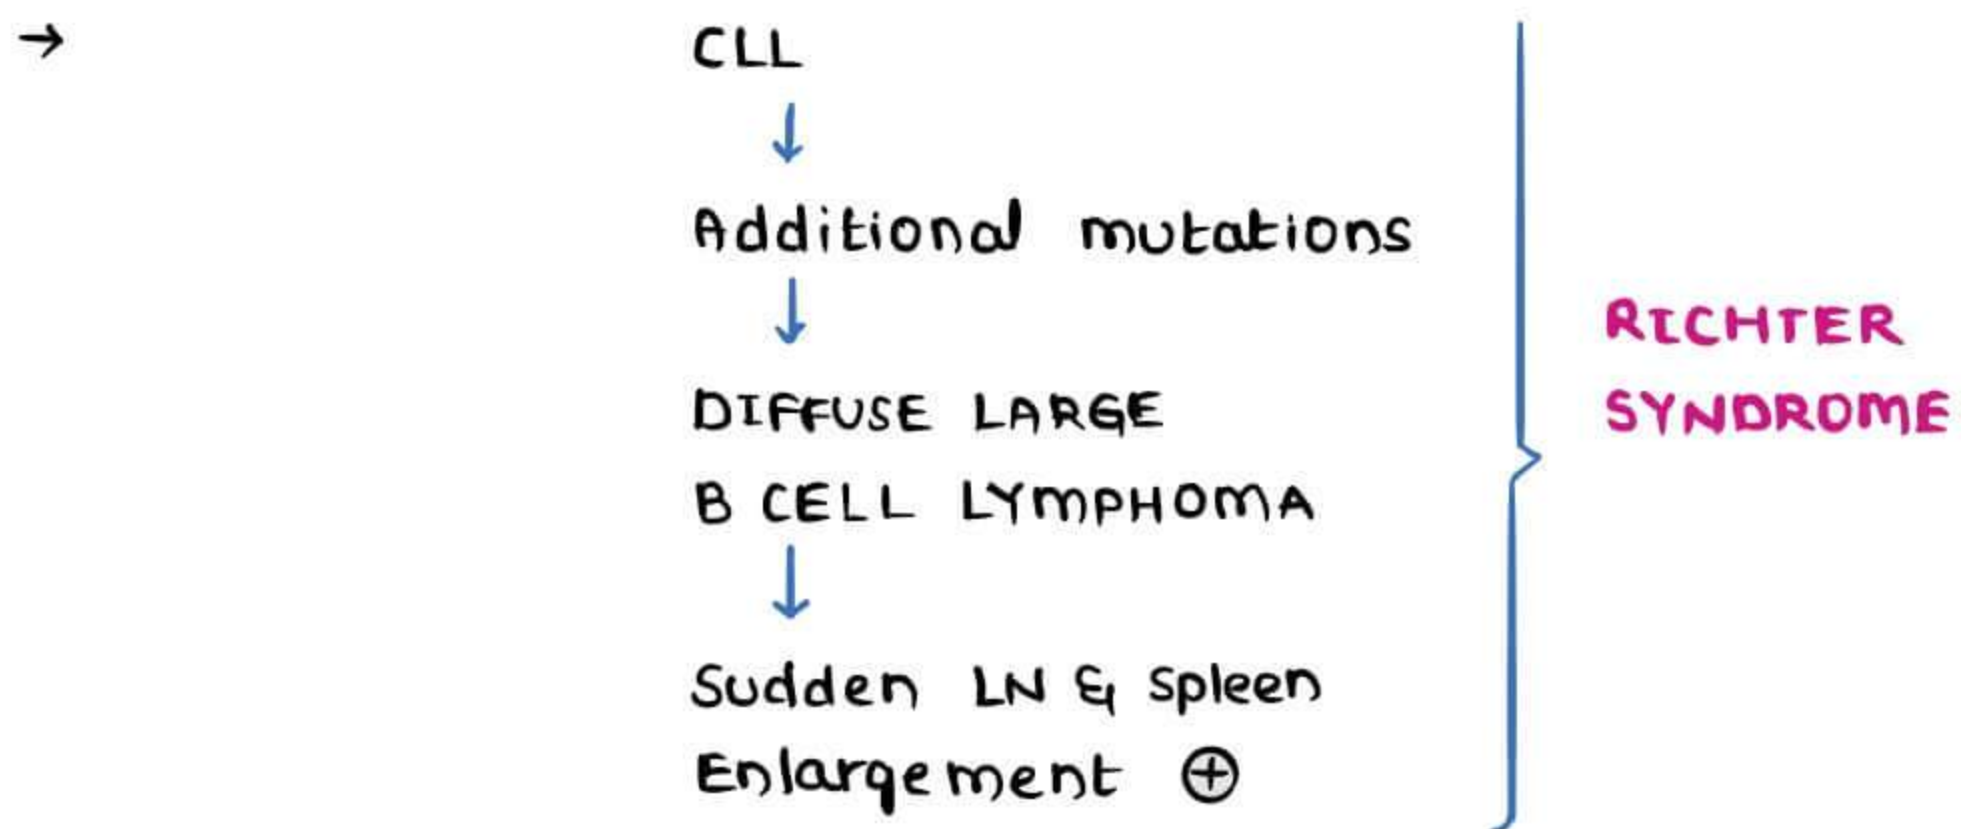 → CLL
↓
Additional mutations
↓
DIFFUSE LARGE
B CELL LYMPHOMA
↓
Sudden LN & Spleen
Enlargement ⊕
RICHTER
SYNDROME